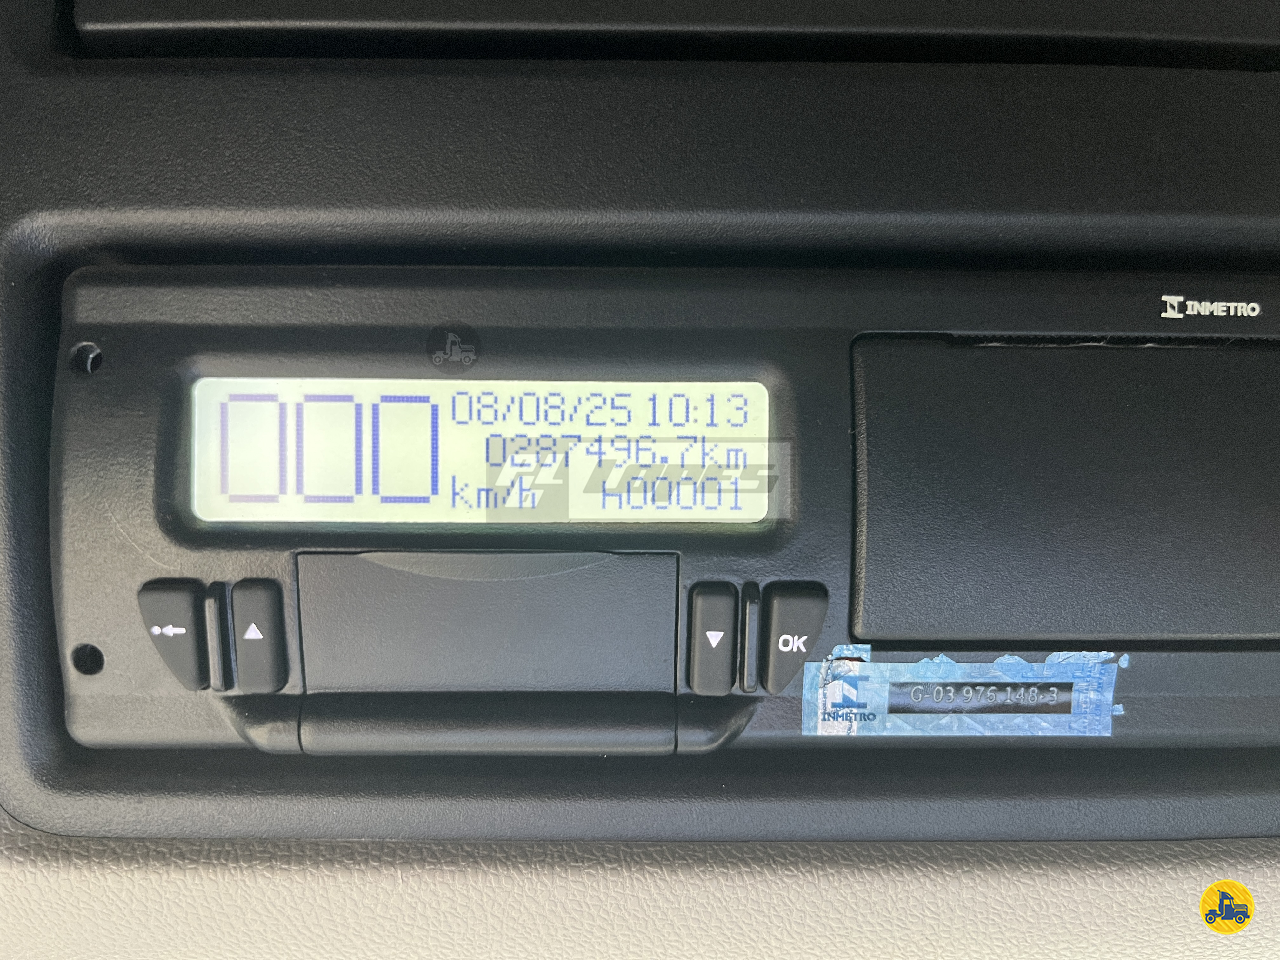 INMETRO
000 08/08/25 10:13
0287496.7km
Km/h h00001
OK
INMETRO G-03 976 148-3